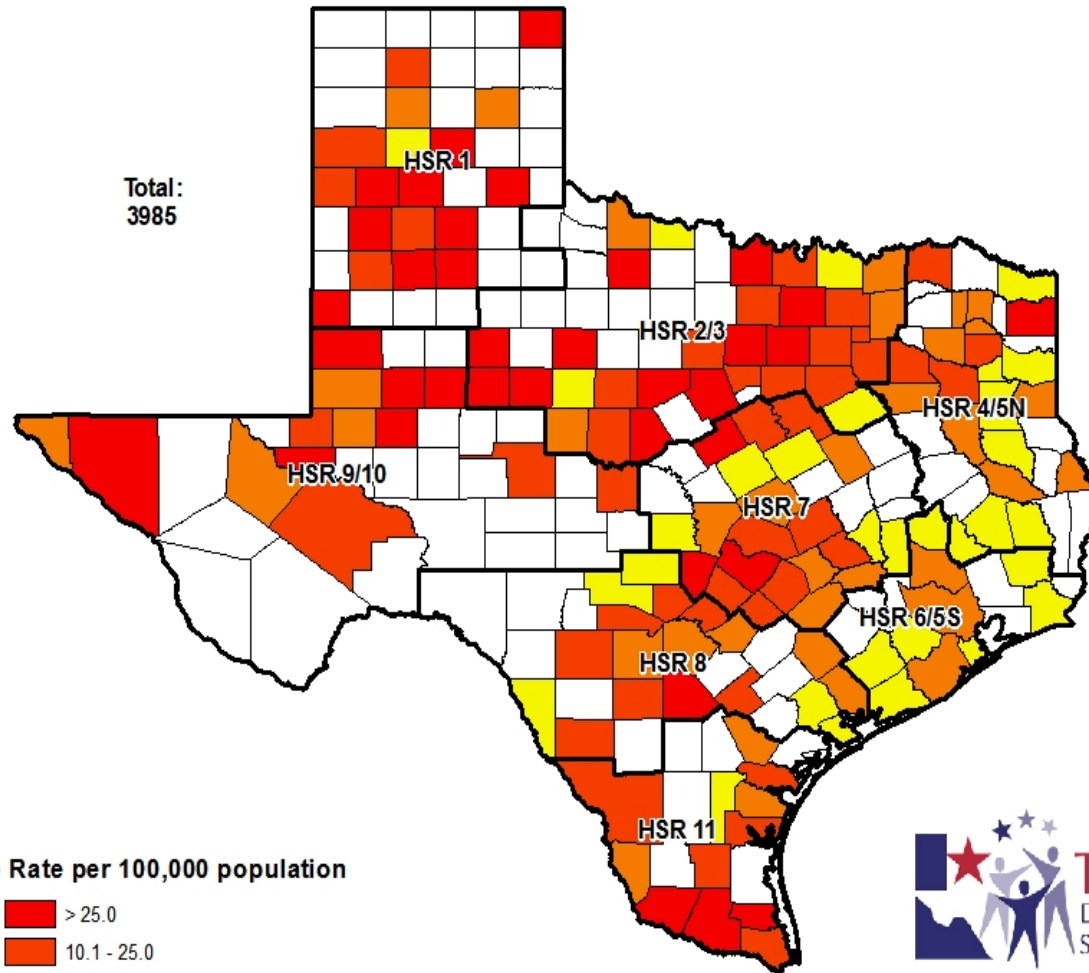 Total:
3985
HSR 1
HSR 2/3
HSR 4/5N
HSR 9/10
HSR 7
HSR 6/5S
HSR 8
HSR 11
Rate per 100,000 population
> 25.0
10.1 - 25.0